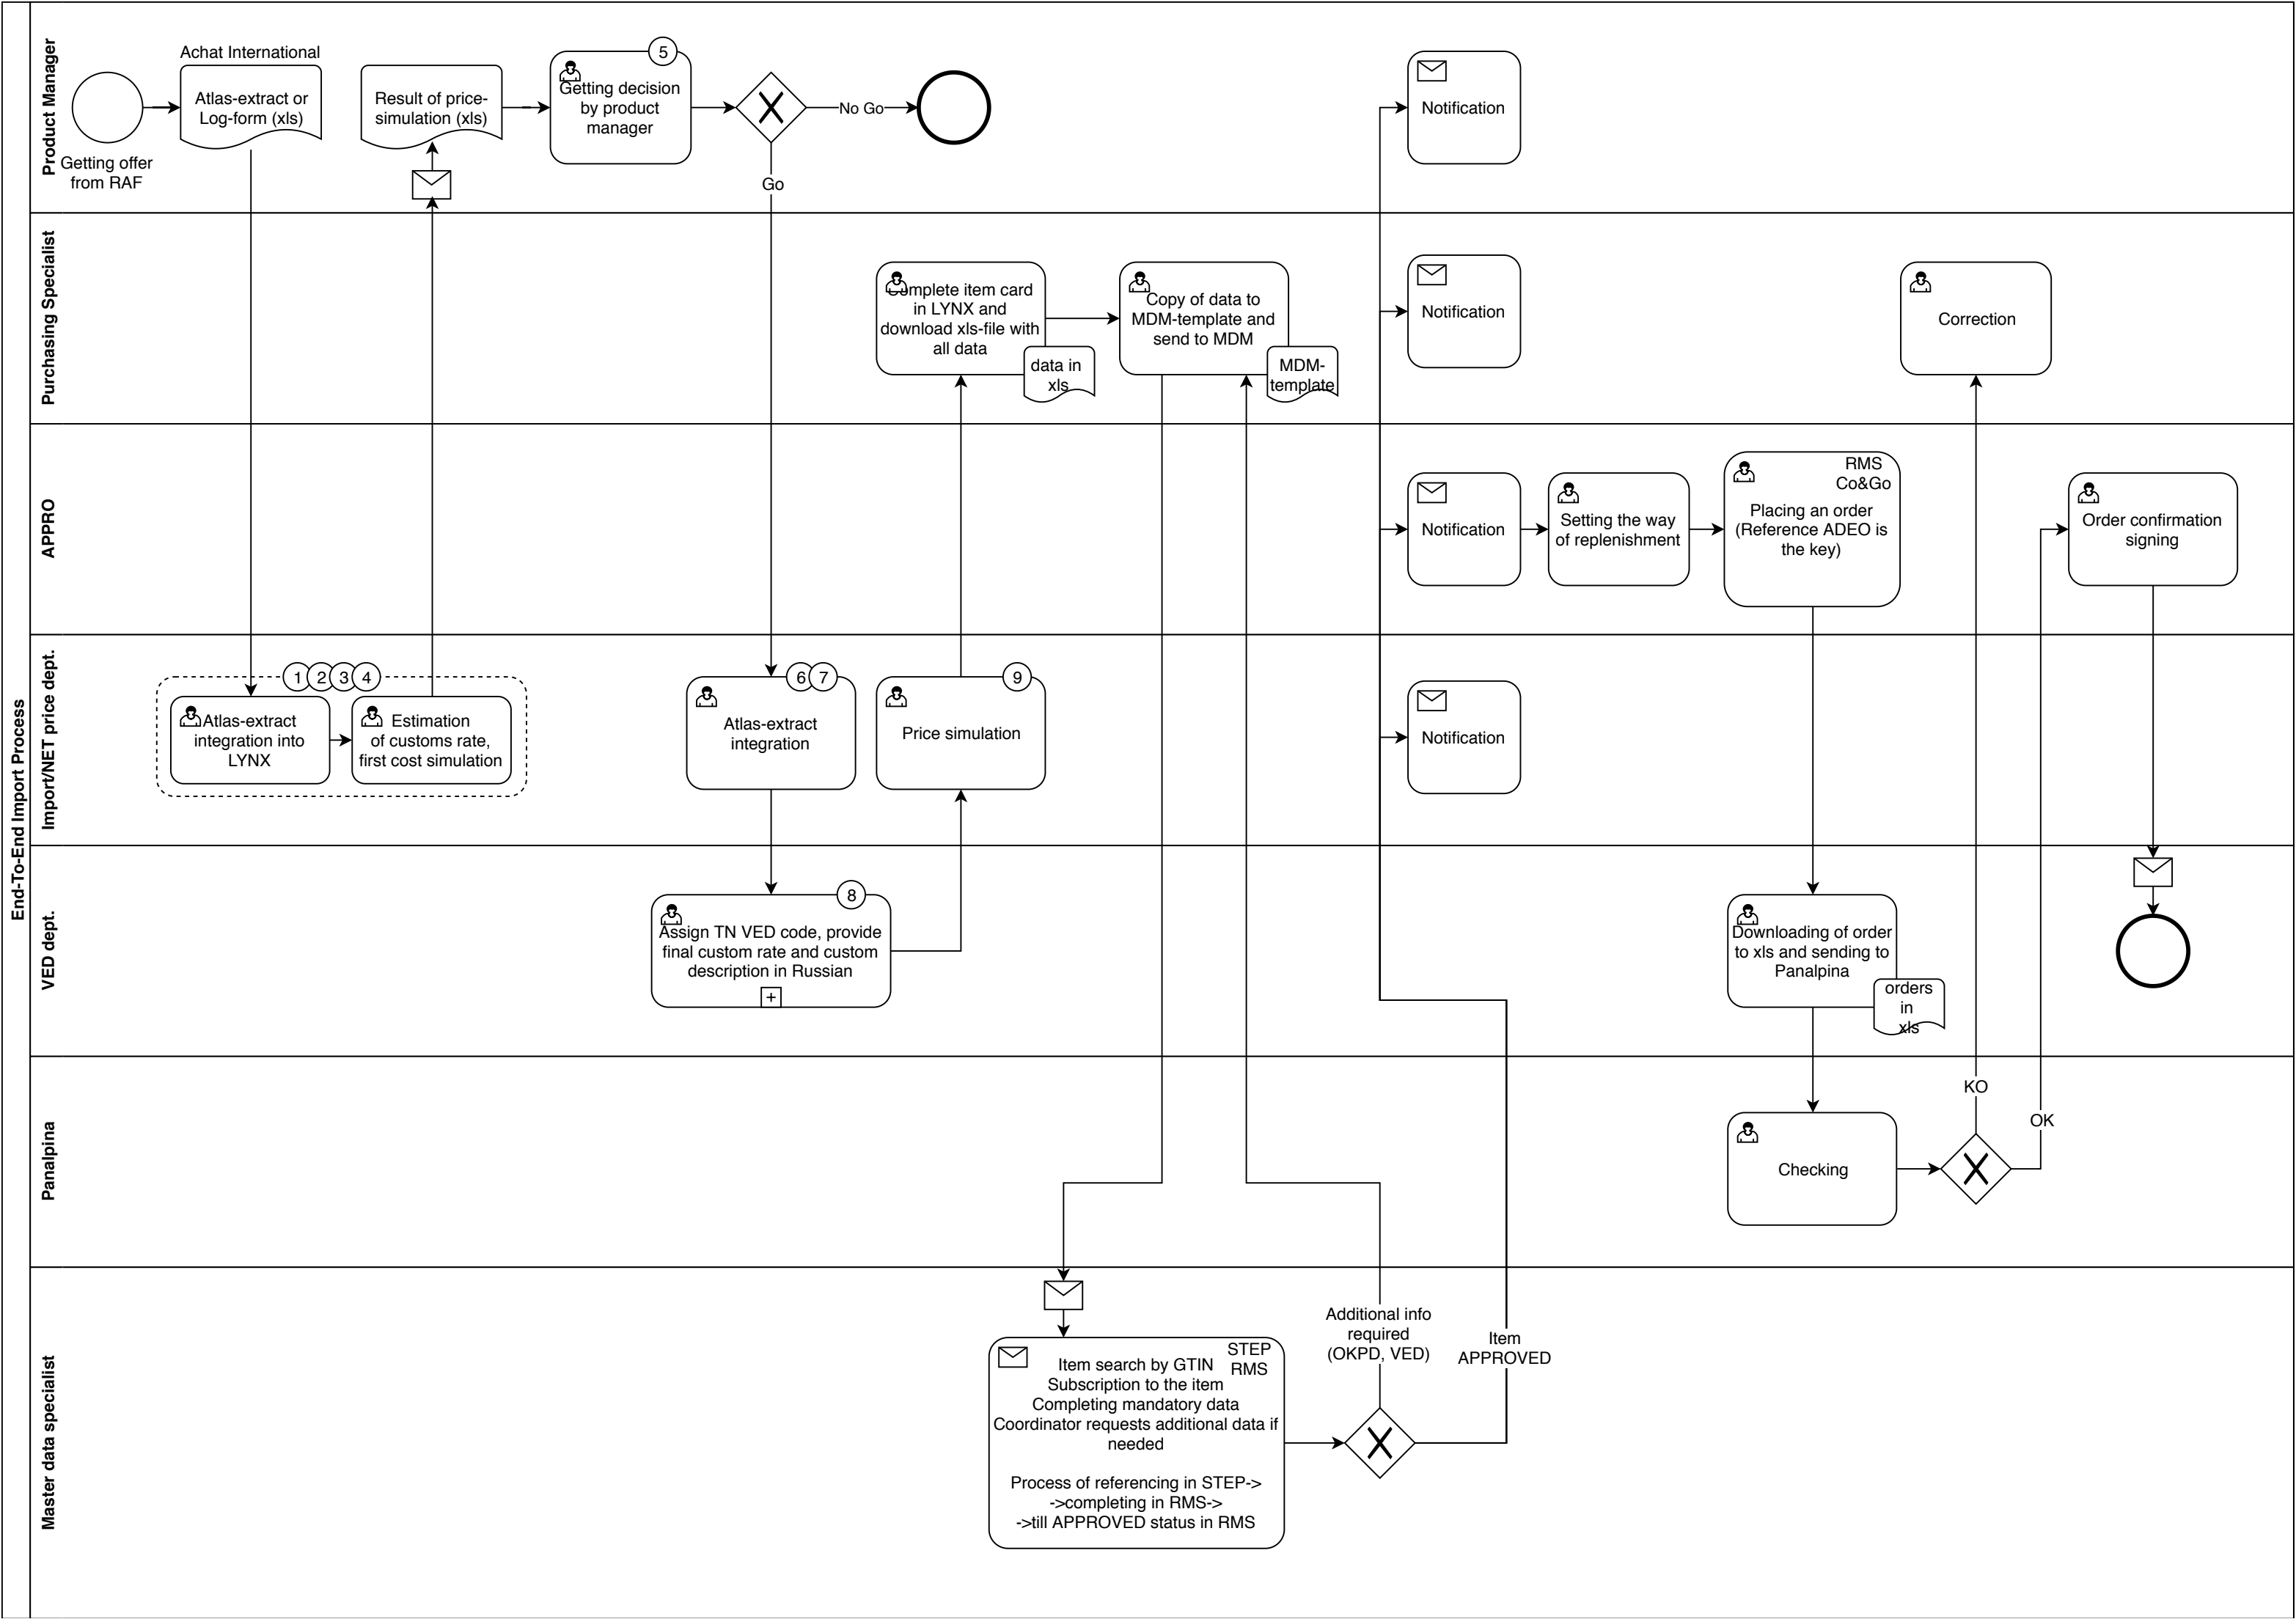 End-To-End Import Process
Product Manager
Getting offer
from RAF
Achat International
Atlas-extract or
Log-form (xls)
Result of price-
simulation (xls)
5
Getting decision
by product
manager
No Go
Go
Notification
Purchasing Specialist
Complete item card
in LYNX and
download xls-file with
all data
data in
xls
Copy of data to
MDM-template and
send to MDM
MDM-
template
Notification
Correction
APPRO
Notification
Setting the way
of replenishment
RMS
Co&Go
Placing an order
(Reference ADEO is
the key)
Order confirmation
signing
Import/NET price dept.
1 2 3 4
Atlas-extract
integration into
LYNX
Estimation
of customs rate,
first cost simulation
6 7
Atlas-extract
integration
9
Price simulation
Notification
VED dept.
8
Assign TN VED code, provide
final custom rate and custom
description in Russian
Downloading of order
to xls and sending to
Panalpina
orders
in
xls
Panalpina
Checking
KO
OK
Master data specialist
STEP
RMS
Item search by GTIN
Subscription to the item
Completing mandatory data
Coordinator requests additional data if
needed
Process of referencing in STEP->
->completing in RMS->
->till APPROVED status in RMS
Additional info
required
(OKPD, VED)
Item
APPROVED